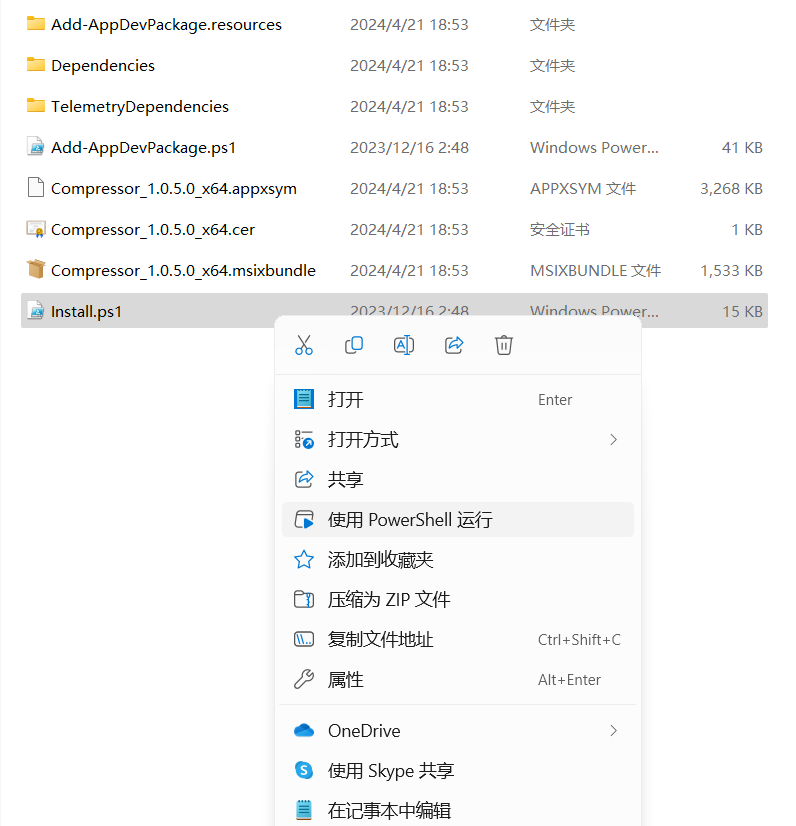 Add-AppDevPackage.resources 2024/4/21 18:53 文件夹
Dependencies 2024/4/21 18:53 文件夹
TelemetryDependencies 2024/4/21 18:53 文件夹
Add-AppDevPackage.ps1 2023/12/16 2:48 Windows Power... 41 KB
Compressor_1.0.5.0_x64.appxsym 2024/4/21 18:53 APPXSYM 文件 3,268 KB
Compressor_1.0.5.0_x64.cer 2024/4/21 18:53 安全证书 1 KB
Compressor_1.0.5.0_x64.msixbundle 2024/4/21 18:53 MSIXBUNDLE 文件 1,533 KB
Install.ps1 2023/12/16 2:48 Windows Power... 15 KB
打开 Enter
打开方式
共享
使用 PowerShell 运行
添加到收藏夹
压缩为 ZIP 文件
复制文件地址 Ctrl+Shift+C
属性 Alt+Enter
OneDrive
使用 Skype 共享
在记事本中编辑